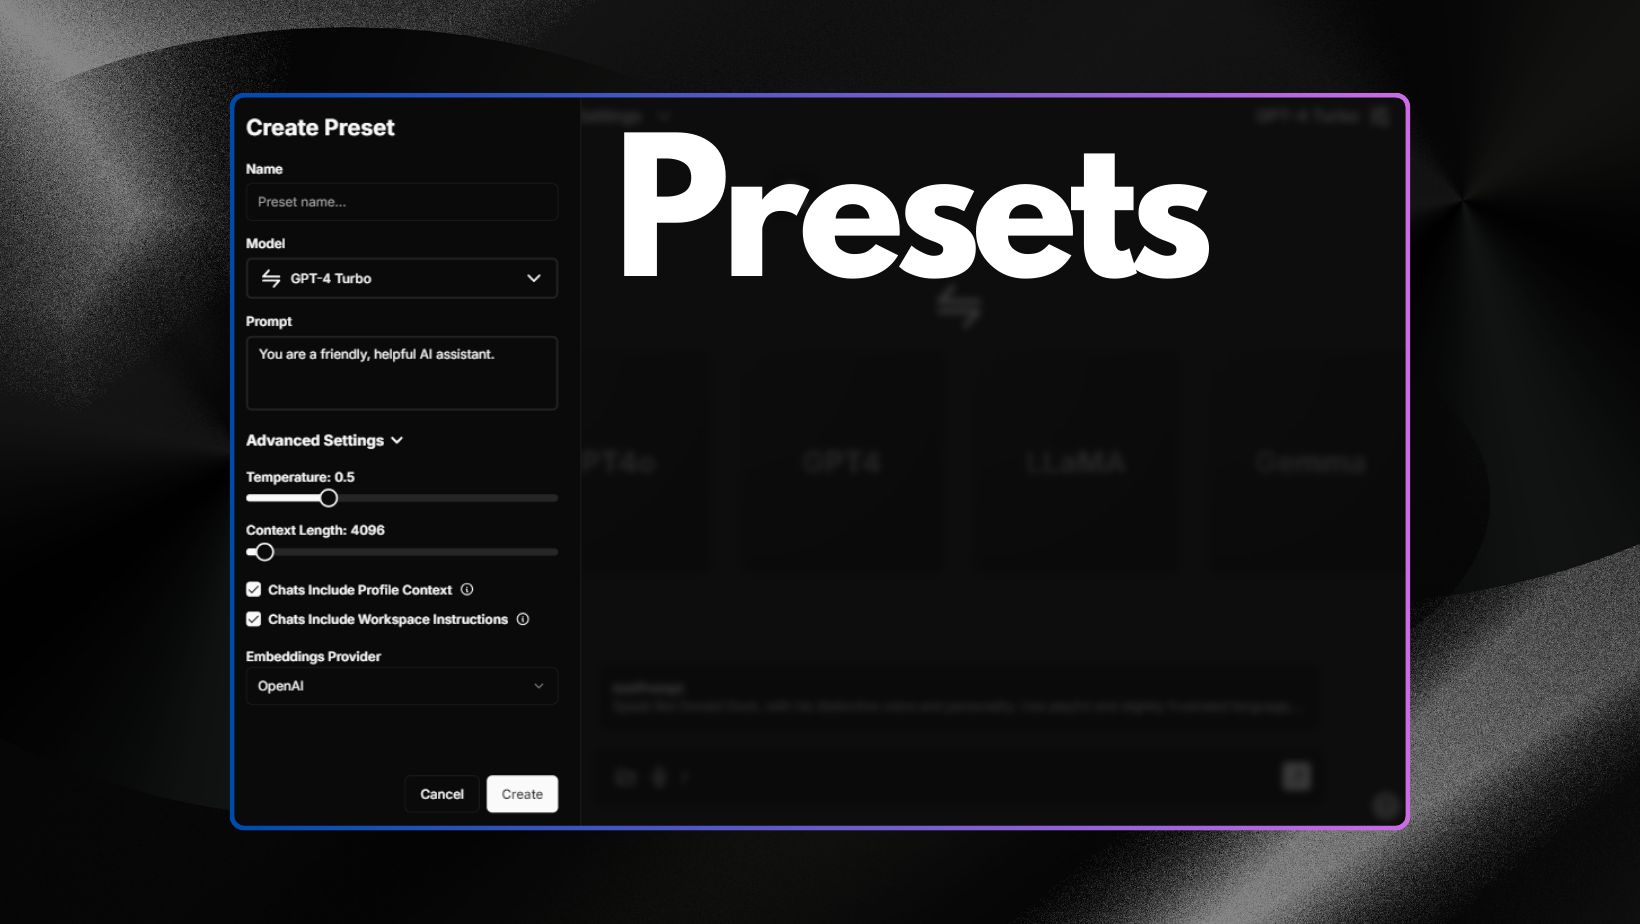 Create Preset
Name
Preset name...
Model
GPT-4 Turbo
Prompt
You are a friendly, helpful AI assistant.
Advanced Settings
Temperature: 0.5
Context Length: 4096
Chats Include Profile Context
Chats Include Workspace Instructions
Embeddings Provider
OpenAI
Cancel
Create
Presets
GPT-4 Turbo
PT4o
GPT4
LLaMA
Gemma